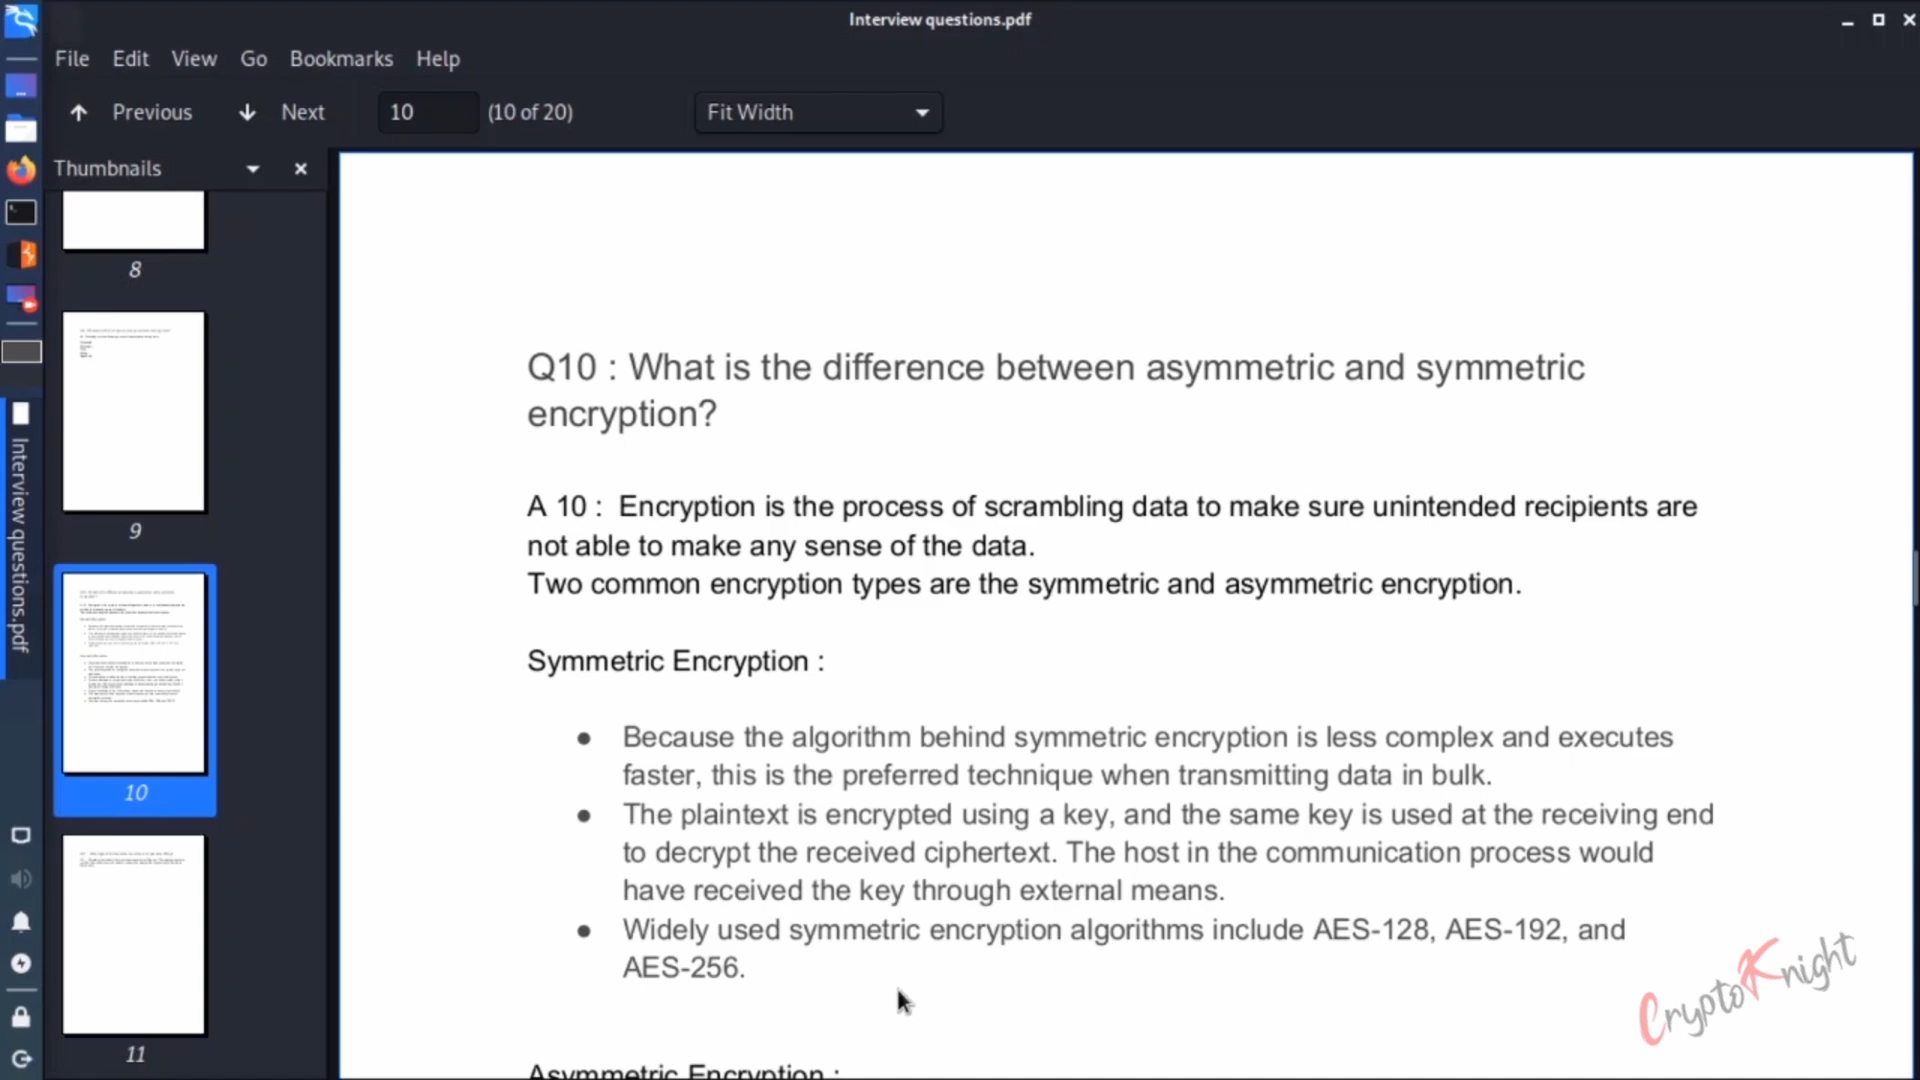 Interview questions.pdf
File Edit View Go Bookmarks Help
Previous Next 10 (10 of 20) Fit Width
Thumbnails
8
9
10
11
Interview questions.pdf
Q10 : What is the difference between asymmetric and symmetric
encryption?
A 10 : Encryption is the process of scrambling data to make sure unintended recipients are
not able to make any sense of the data.
Two common encryption types are the symmetric and asymmetric encryption.
Symmetric Encryption :
● Because the algorithm behind symmetric encryption is less complex and executes
faster, this is the preferred technique when transmitting data in bulk.
● The plaintext is encrypted using a key, and the same key is used at the receiving end
to decrypt the received ciphertext. The host in the communication process would
have received the key through external means.
● Widely used symmetric encryption algorithms include AES-128, AES-192, and
AES-256.
Asymmetric Encryption :
CryptoKnight